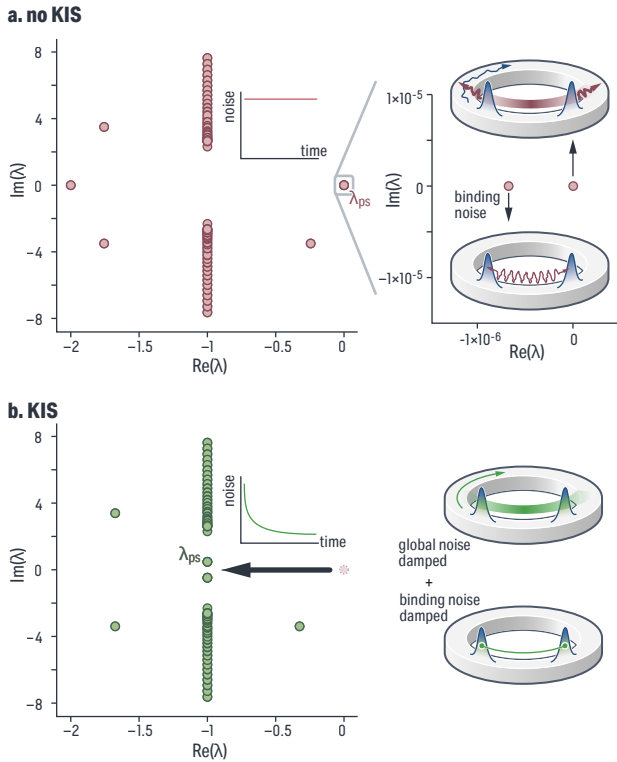 a. no KIS
8
4
0
−4
−8
Im(λ)
−2
−1.5
−1
−0.5
0
Re(λ)
noise
time
λps
1×10-5
0
−1×10-5
Im(λ)
binding
noise
-1×10-6
0
Re(λ)
b. KIS
8
4
0
−4
−8
Im(λ)
−2
−1.5
−1
−0.5
0
Re(λ)
noise
time
λps
global noise
damped
+
binding noise
damped